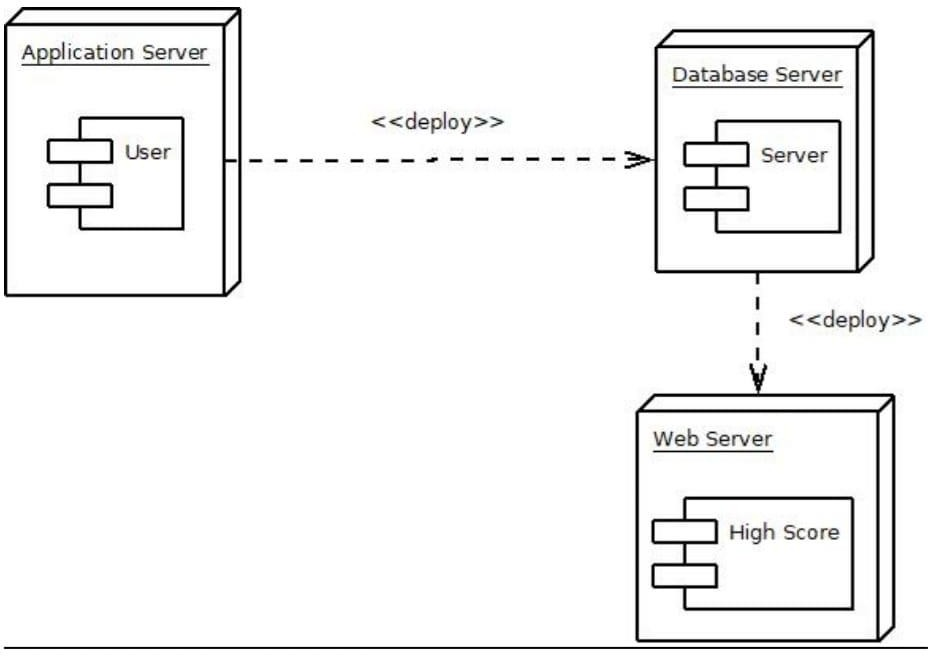 Application Server
User
<<deploy>>
Database Server
Server
<<deploy>>
Web Server
High Score